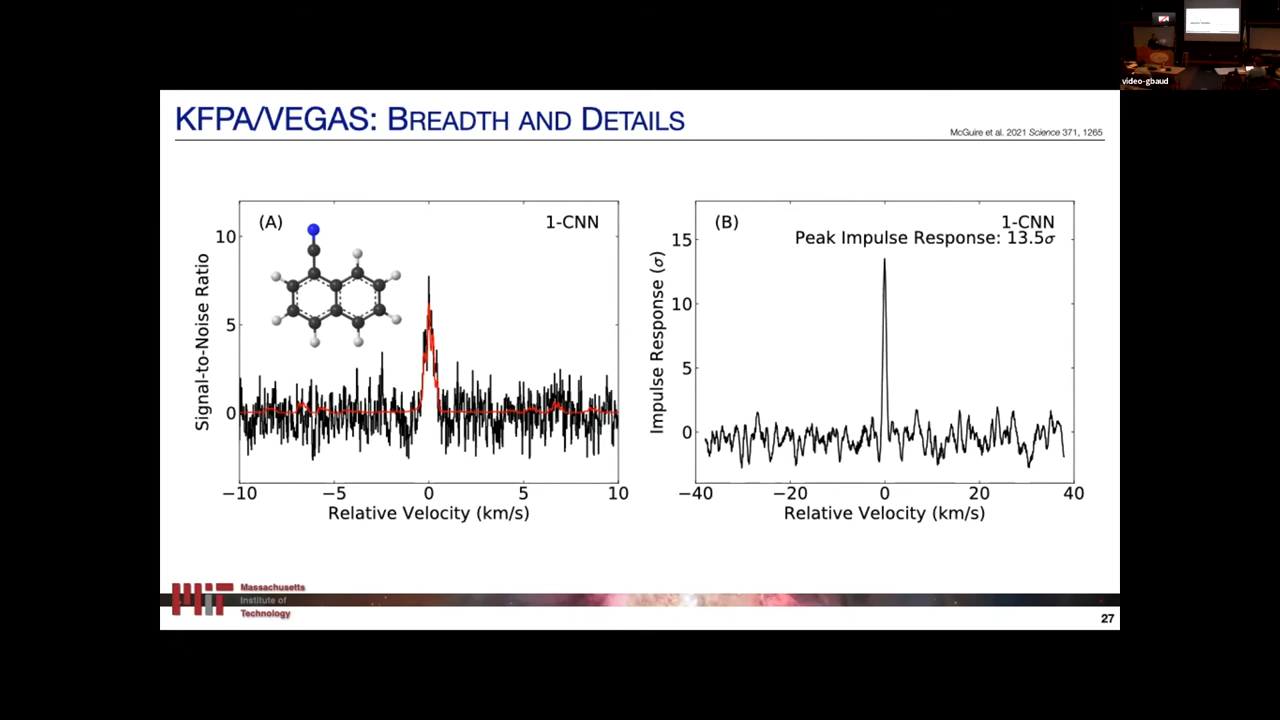 video-gbaud
KFPA/VEGAS: BREADTH AND DETAILS
McGuire et al. 2021 Science 371, 1265
(A)
1-CNN
10
5
0
Signal-to-Noise Ratio
−10
−5
0
5
10
Relative Velocity (km/s)
(B)
1-CNN
Peak Impulse Response: 13.5σ
15
10
5
0
Impulse Response (σ)
−40
−20
0
20
40
Relative Velocity (km/s)
Massachusetts
Institute of
Technology
27